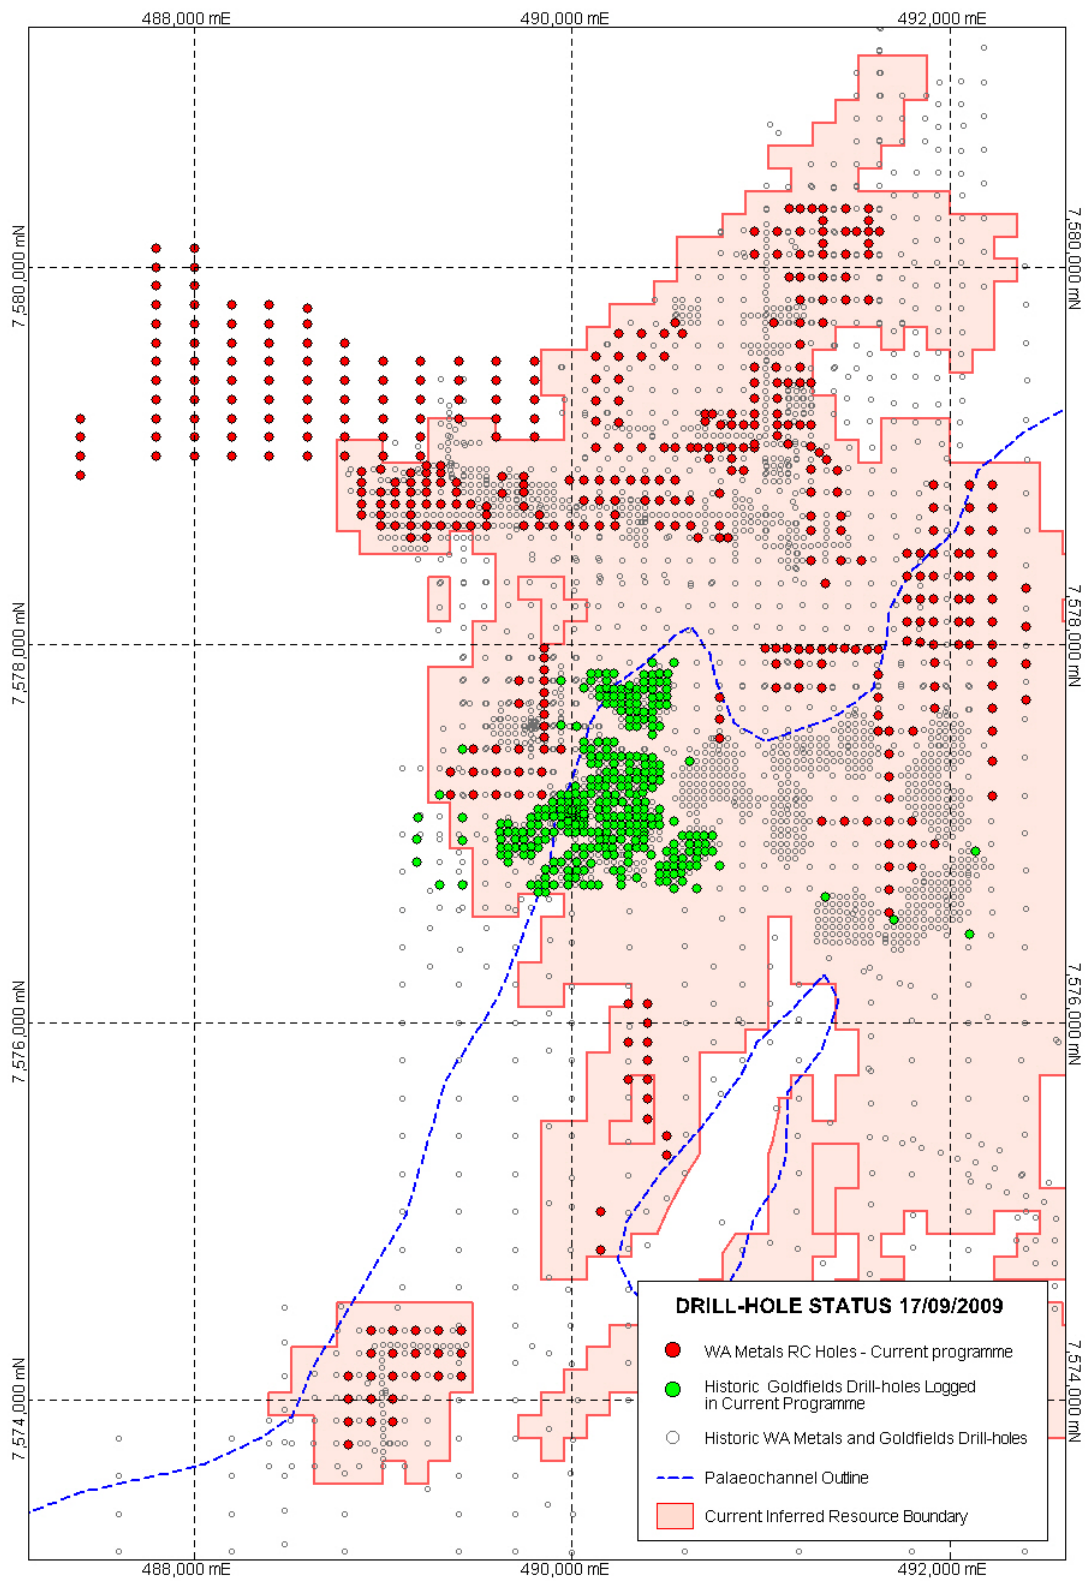 488,000 mE
490,000 mE
492,000 mE
7,580,000 mN
7,580,000 mN
7,578,000 mN
7,578,000 mN
7,576,000 mN
7,576,000 mN
7,574,000 mN
7,574,000 mN
DRILL-HOLE STATUS 17/09/2009
WA Metals RC Holes - Current programme
Historic Goldfields Drill-holes Logged
in Current Programme
Historic WA Metals and Goldfields Drill-holes
Palaeochannel Outline
Current Inferred Resource Boundary
488,000 mE
490,000 mE
492,000 mE